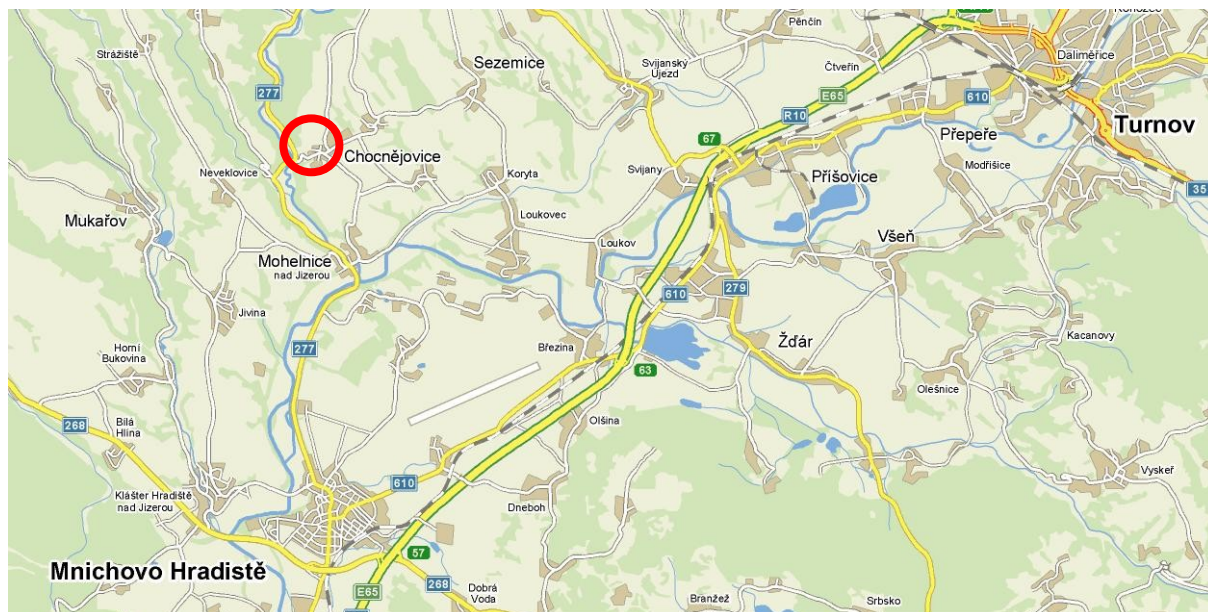 Pěnčín
Strážiště
Sezemice
Svijanský
Újezd
Čtveřín
Daliměřice
277
E65
610
R10
Turnov
Přepeře
67
Chocnějovice
Svijany
Modřišice
Neveklovice
Koryta
Příšovice
35
Mukařov
Loukovec
Všeň
Loukov
Mohelnice
nad Jizerou
279
610
Jivina
Kacanovy
Horní
Bukovina
277
Březina
Žďár
63
Olešnice
Bílá
Hlína
268
Olšina
Vyskeř
610
Klášter Hradiště
nad Jizerou
Dneboh
57
Mnichovo Hradistě
268
E65
Dobrá
Voda
Branžež
Srbsko